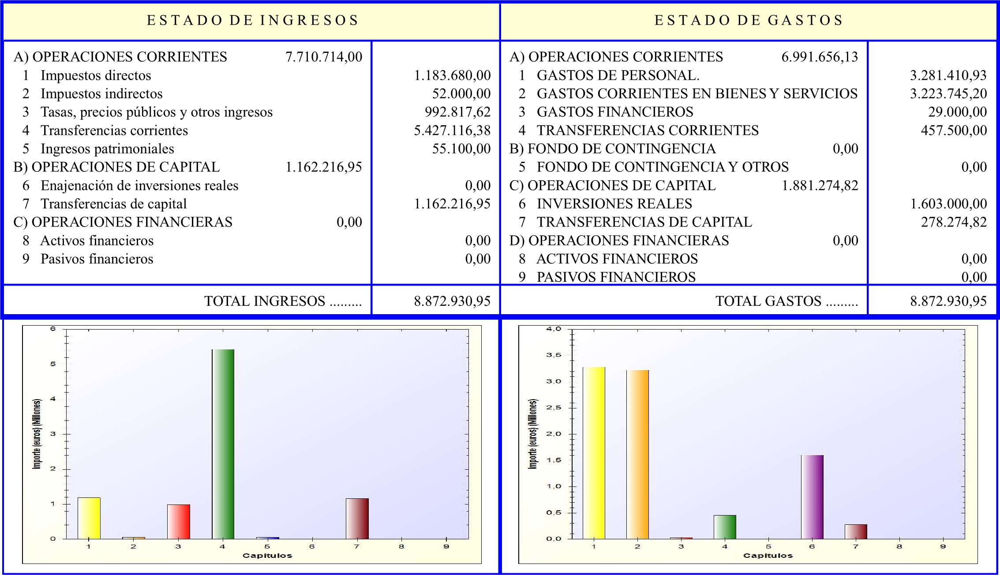 E S T A D O D E I N G R E S O S
A) OPERACIONES CORRIENTES 7.710.714,00
1 Impuestos directos 1.183.680,00
2 Impuestos indirectos 52.000,00
3 Tasas, precios públicos y otros ingresos 992.817,62
4 Transferencias corrientes 5.427.116,38
5 Ingresos patrimoniales 55.100,00
B) OPERACIONES DE CAPITAL 1.162.216,95
6 Enajenación de inversiones reales 0,00
7 Transferencias de capital 1.162.216,95
C) OPERACIONES FINANCIERAS 0,00
8 Activos financieros 0,00
9 Pasivos financieros 0,00
TOTAL INGRESOS ......... 8.872.930,95
E S T A D O D E G A S T O S
A) OPERACIONES CORRIENTES 6.991.656,13
1 GASTOS DE PERSONAL. 3.281.410,93
2 GASTOS CORRIENTES EN BIENES Y SERVICIOS 3.223.745,20
3 GASTOS FINANCIEROS 29.000,00
4 TRANSFERENCIAS CORRIENTES 457.500,00
B) FONDO DE CONTINGENCIA 0,00
5 FONDO DE CONTINGENCIA Y OTROS 0,00
C) OPERACIONES DE CAPITAL 1.881.274,82
6 INVERSIONES REALES 1.603.000,00
7 TRANSFERENCIAS DE CAPITAL 278.274,82
D) OPERACIONES FINANCIERAS 0,00
8 ACTIVOS FINANCIEROS 0,00
9 PASIVOS FINANCIEROS 0,00
TOTAL GASTOS ......... 8.872.930,95
Importe (euros) (Millones)
6
5
4
3
2
1
0
1 2 3 4 5 6 7 8 9
Capítulos
Importe (euros) (Millones)
4,0
3,5
3,0
2,5
2,0
1,5
1,0
0,5
0,0
1 2 3 4 5 6 7 8 9
Capítulos